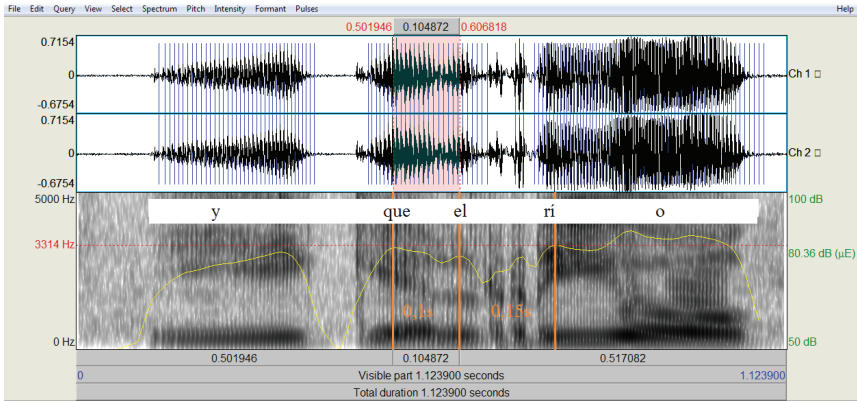 File Edit Query View Select Spectrum Pitch Intensity Formant Pulses Help
0.501946 0.104872 0.606818
0.7154
0
-0.6754
Ch 1
0.7154
0
-0.6754
Ch 2
5000 Hz
100 dB
y que el rí o
3314 Hz
80.36 dB (µE)
0,1s 0,15s
0 Hz
50 dB
0.501946 0.104872 0.517082
0 Visible part 1.123900 seconds 1.123900
Total duration 1.123900 seconds